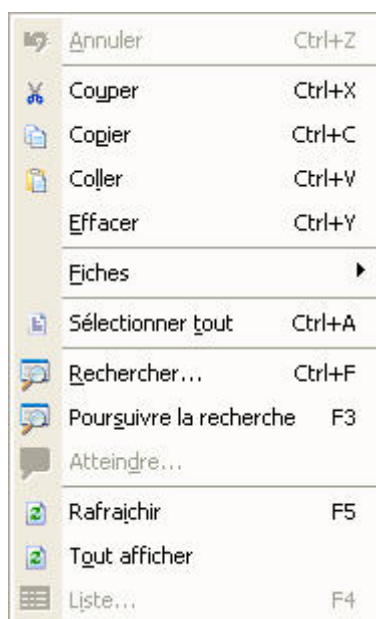 Annuler Ctrl+Z
Couper Ctrl+X
Copier Ctrl+C
Coller Ctrl+V
Effacer Ctrl+Y
Fiches
Sélectionner tout Ctrl+A
Rechercher... Ctrl+F
Poursuivre la recherche F3
Atteindre...
Rafraichir F5
Tout afficher
Liste... F4